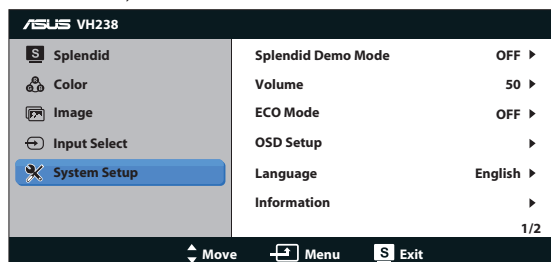 ASUS VH238
S Splendid
Color
Image
Input Select
System Setup
Splendid Demo Mode OFF
Volume 50
ECO Mode OFF
OSD Setup
Language English
Information
1/2
Move Menu S Exit